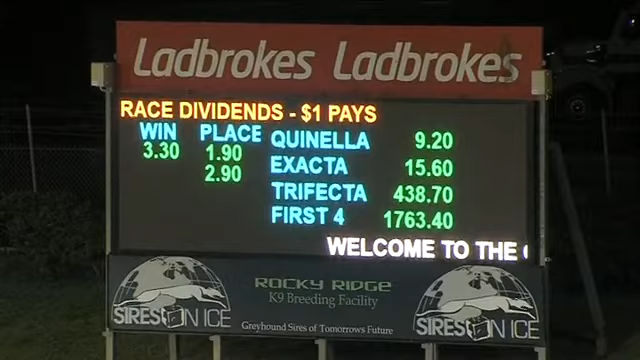 Ladbrokes Ladbrokes
RACE DIVIDENDS - $1 PAYS
WIN PLACE QUINELLA 9.20
3.30 1.90 EXACTA 15.60
2.90 TRIFECTA 438.70
FIRST 4 1763.40
WELCOME TO THE
ROCKY RIDGE
K9 Breeding Facility
SIRES ON ICE SIRES ON ICE
Greyhound Sires of Tomorrows Future